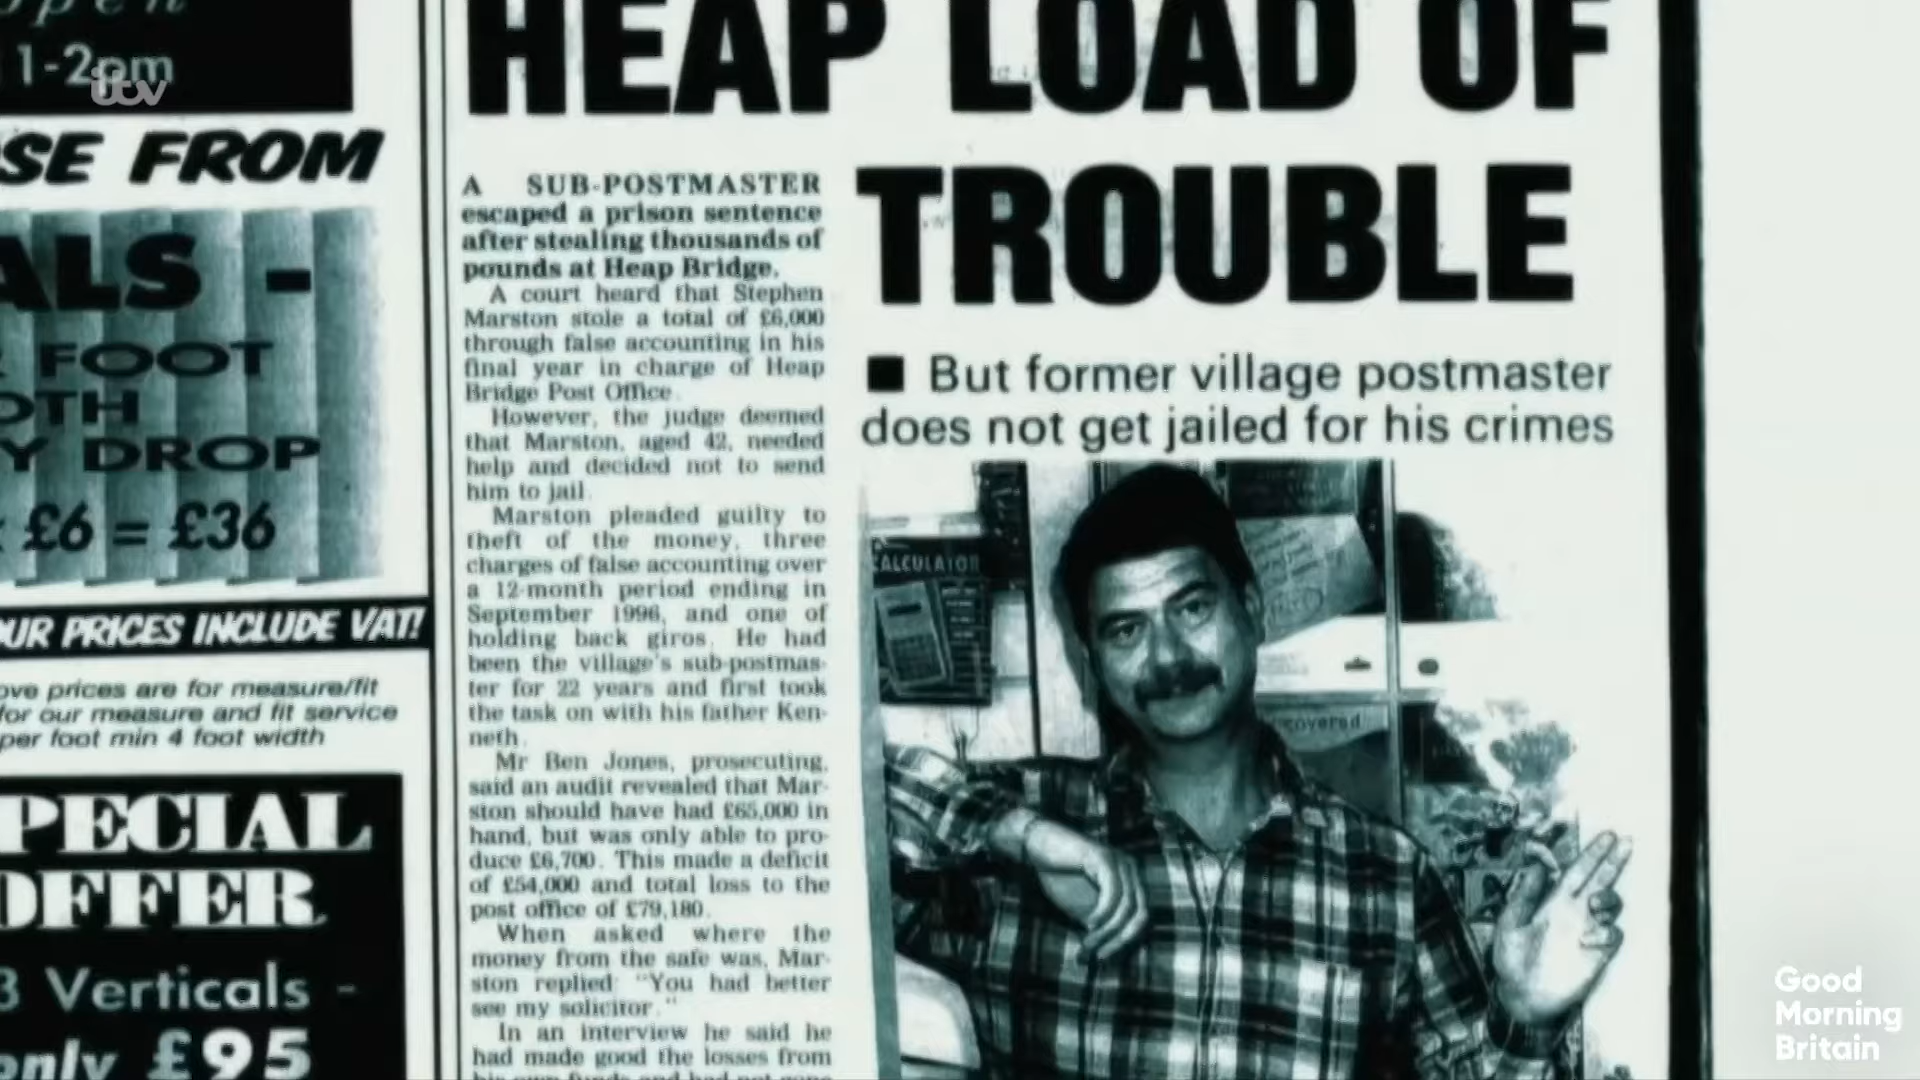 open
11-2pm
itv
SE FROM
ALS -
FOOT
OTH
Y DROP
£6 = £36
OUR PRICES INCLUDE VAT!
ove prices are for measure/fit
for our measure and fit service
per foot min 4 foot width
PECIAL
OFFER
3 Verticals -
only £95
HEAP LOAD OF
TROUBLE
A SUB-POSTMASTER
escaped a prison sentence
after stealing thousands of
pounds at Heap Bridge.
A court heard that Stephen
Marston stole a total of £6,000
through false accounting in his
final year in charge of Heap
Bridge Post Office.
However, the judge deemed
that Marston, aged 42, needed
help and decided not to send
him to jail.
Marston pleaded guilty to
theft of the money, three
charges of false accounting over
a 12-month period ending in
September 1996, and one of
holding back giros. He had
been the village's sub-postmas-
ter for 22 years and first took
the task on with his father Ken-
neth.
Mr Ben Jones, prosecuting,
said an audit revealed that Mar-
ston should have had £65,000 in
hand, but was only able to pro-
duce £6,700. This made a deficit
of £54,000 and total loss to the
post office of £79,180.
When asked where the
money from the safe was, Mar-
ston replied: "You had better
see my solicitor."
In an interview he said he
had made good the losses from
■ But former village postmaster
does not get jailed for his crimes
CALCULATOR
covered
Good
Morning
Britain